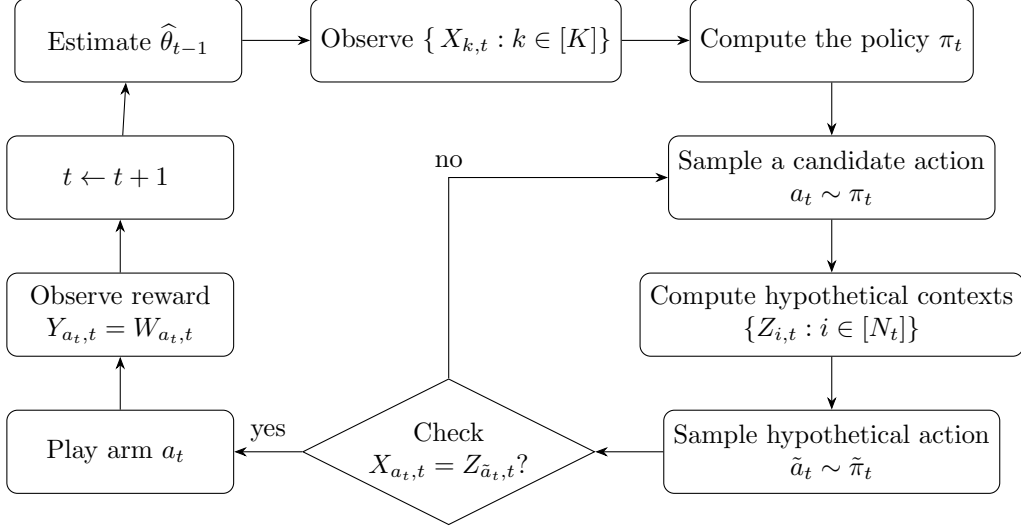 Estimate $\widehat{\theta}_{t-1}$
Observe $\{X_{k,t} : k \in [K]\}$
Compute the policy $\pi_t$
Sample a candidate action
$a_t \sim \pi_t$
Compute hypothetical contexts
$\{Z_{i,t} : i \in [N_t]\}$
Sample hypothetical action
$\tilde{a}_t \sim \tilde{\pi}_t$
Check
$X_{a_t,t} = Z_{\tilde{a}_t,t}$?
no
yes
Play arm $a_t$
Observe reward
$Y_{a_t,t} = W_{a_t,t}$
$t \leftarrow t + 1$